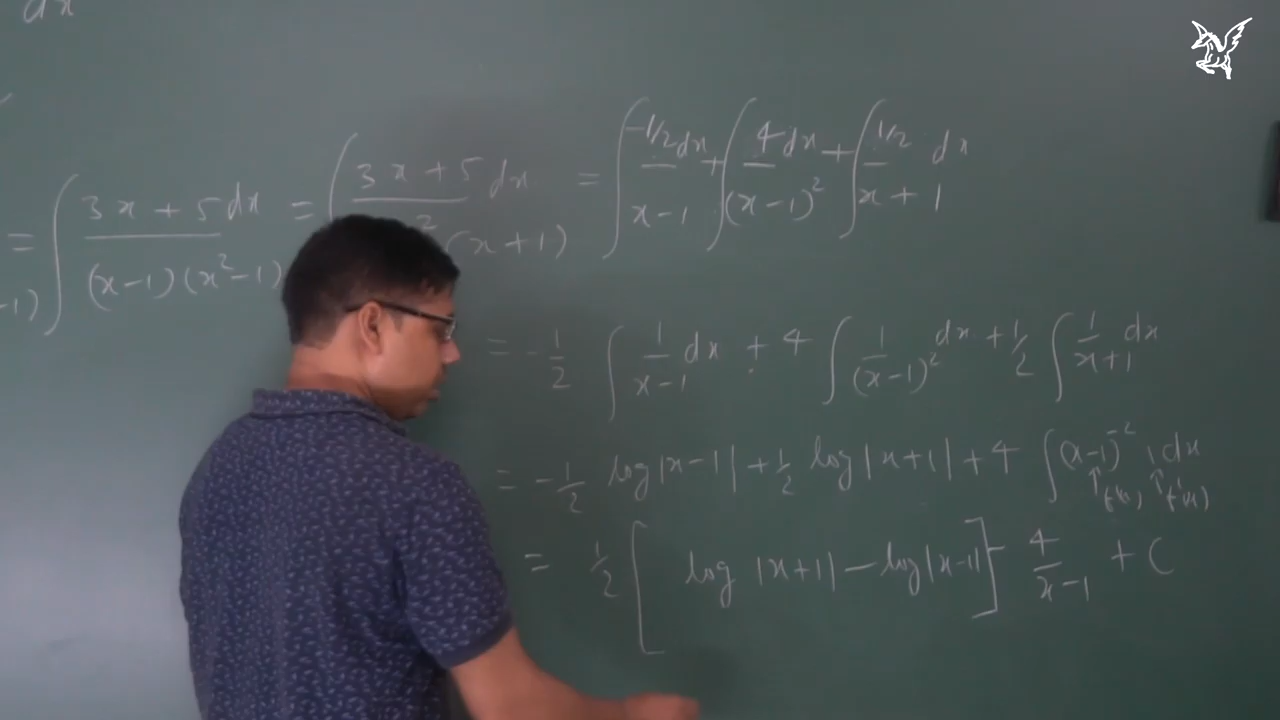 dx
= ∫ (3x + 5)/((x-1)(x²-1)) dx = ∫ (3x + 5)/(² (x+1)) dx = ∫ (-1/2)/(x-1) dx + ∫ 4/(x-1)² dx + ∫ (1/2)/(x+1) dx
-1)
= -1/2 ∫ 1/(x-1) dx + 4 ∫ 1/(x-1)² dx + 1/2 ∫ 1/(x+1) dx
= -1/2 log|x-1| + 1/2 log|x+1| + 4 ∫ (x-1)⁻² 1 dx
↑f(x) ↑f'(x)
= 1/2 [ log |x+1| - log|x-1| ] - 4/(x-1) + C